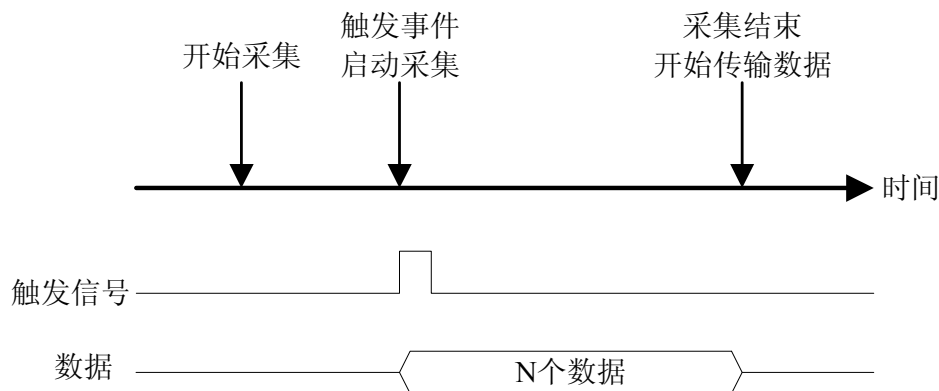 开始采集
触发事件
启动采集
采集结束
开始传输数据
时间
触发信号
数据
N个数据